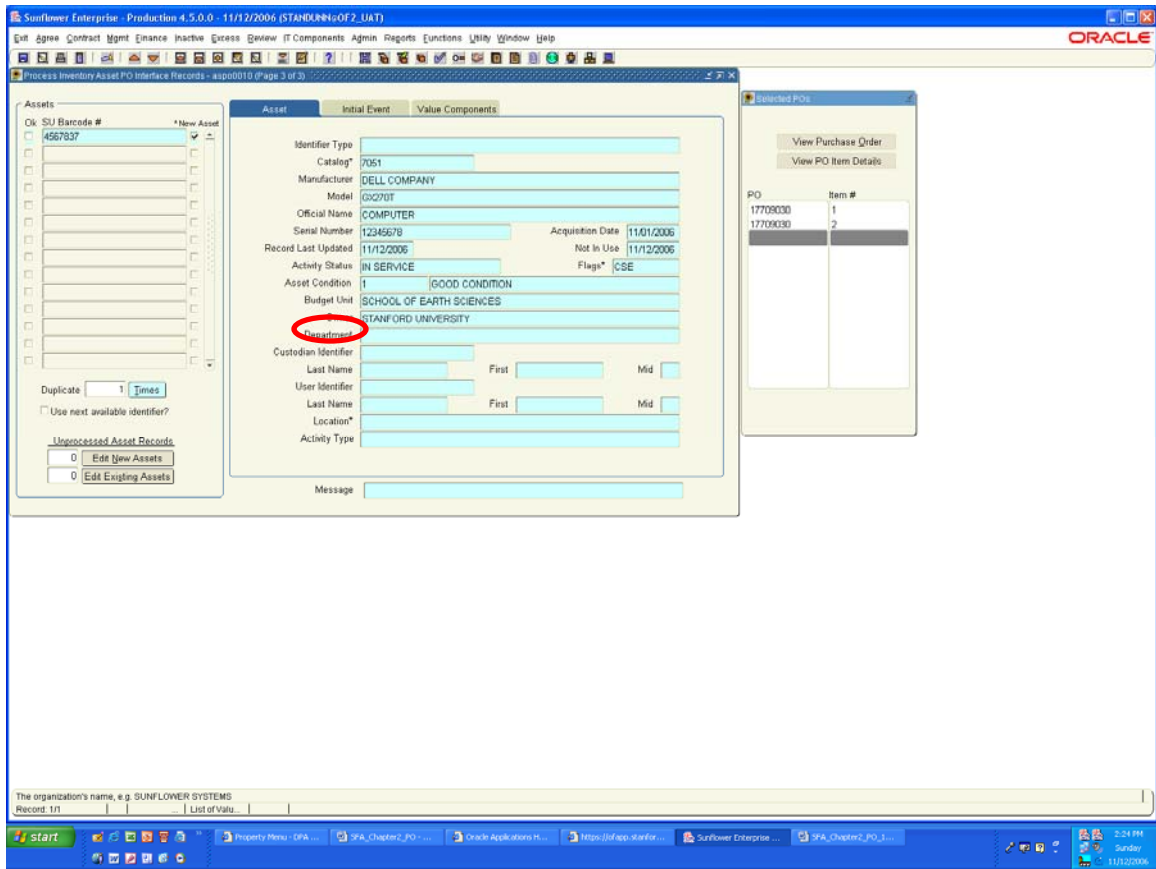 Sunflower Enterprise - Production 4.5.0.0 - 11/12/2006 (STANDUNN@OF2_UAT)
Exit Agree Contract Mgmt Finance Inactive Excess Review IT Components Admin Reports Functions Utility Window Help
ORACLE
Process Inventory Asset PO Interface Records - aspo0010 (Page 3 of 3)
Assets
Ok SU Barcode # *New Asset
4567837
Duplicate 1 Times
Use next available identifier?
Unprocessed Asset Records
0 Edit New Assets
0 Edit Existing Assets
Asset Initial Event Value Components
Identifier Type
Catalog* 7051
Manufacturer DELL COMPANY
Model GX270T
Official Name COMPUTER
Serial Number 12345678 Acquisition Date 11/01/2006
Record Last Updated 11/12/2006 Not In Use 11/12/2006
Activity Status IN SERVICE Flags* CSE
Asset Condition 1 GOOD CONDITION
Budget Unit SCHOOL OF EARTH SCIENCES
STANFORD UNIVERSITY
Department
Custodian Identifier
Last Name First Mid
User Identifier
Last Name First Mid
Location*
Activity Type
Message
Selected POs
View Purchase Order
View PO Item Details
PO Item #
17709030 1
17709030 2
The organization's name, e.g. SUNFLOWER SYSTEMS
Record: 1/1 ... List of Valu...
start
Property Menu - DPA ...
SPA_Chapter2_PO - ...
Oracle Applications H...
https://ofapp.stanfor...
Sunflower Enterprise ...
SPA_Chapter2_PO_1...
2:24 PM
Sunday
11/12/2006